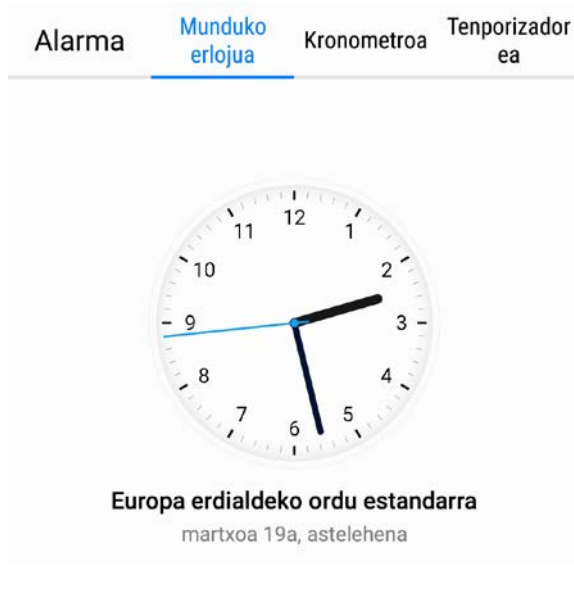 Alarma
Munduko
erlojua
Kronometroa
Tenporizador
ea
12
1
2
3
4
5
6
7
8
9
10
11
Europa erdialdeko ordu estandarra
martxoa 19a, astelehena